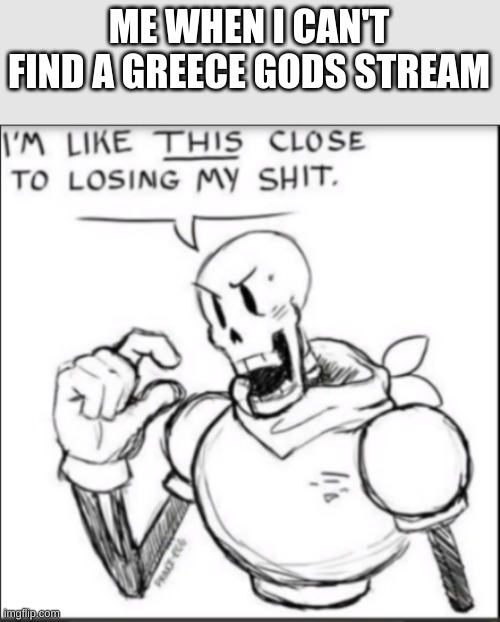 ME WHEN I CAN'T
FIND A GREECE GODS STREAM
I'M LIKE THIS CLOSE
TO LOSING MY SHIT.
imgflip.com